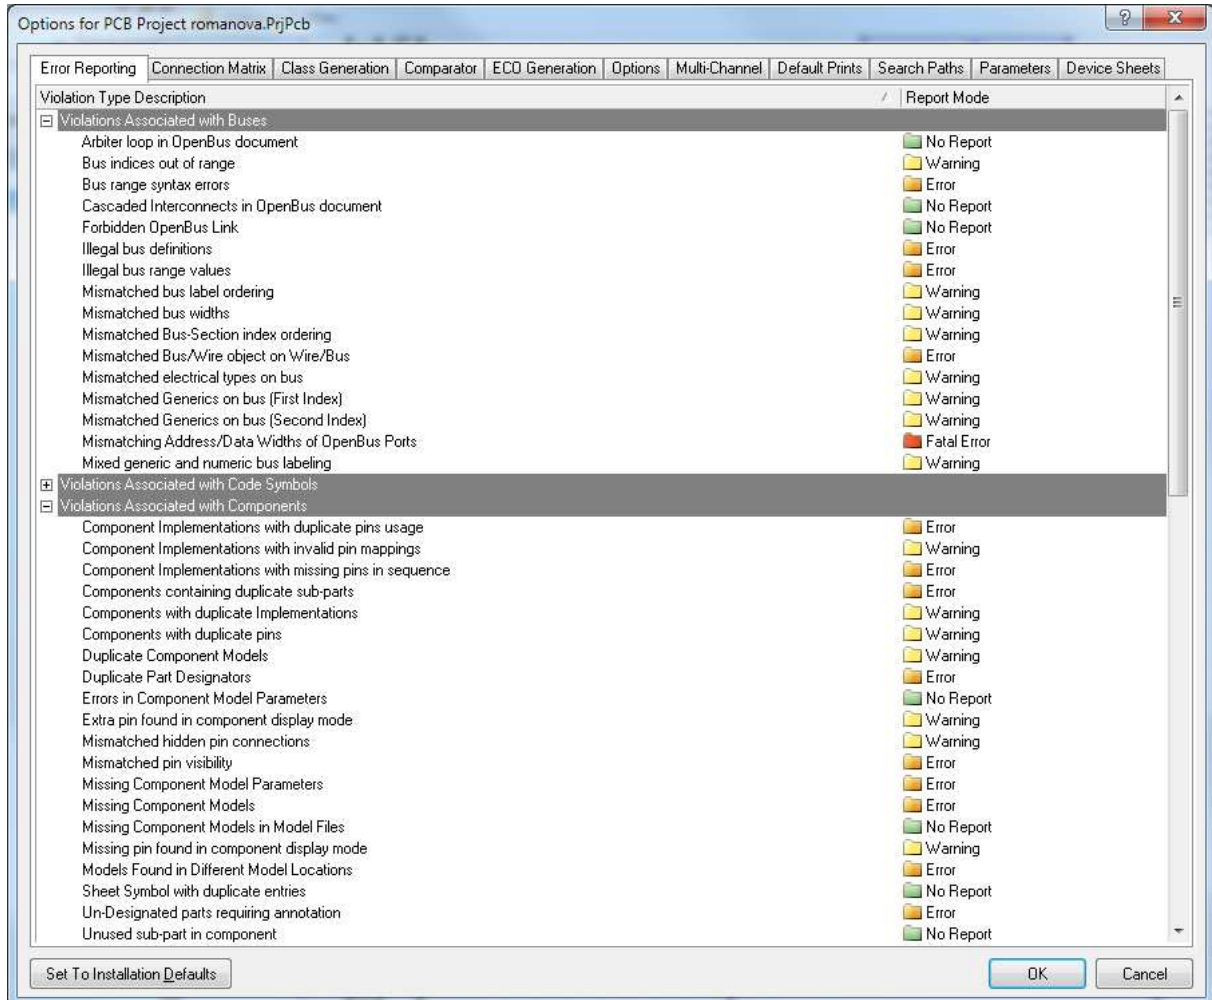 Options for PCB Project romanova.PrjPcb
Error Reporting Connection Matrix Class Generation Comparator ECO Generation Options Multi-Channel Default Prints Search Paths Parameters Device Sheets
Violation Type Description Report Mode
Violations Associated with Buses
Arbiter loop in OpenBus document No Report
Bus indices out of range Warning
Bus range syntax errors Error
Cascaded Interconnects in OpenBus document No Report
Forbidden OpenBus Link No Report
Illegal bus definitions Error
Illegal bus range values Error
Mismatched bus label ordering Warning
Mismatched bus widths Warning
Mismatched Bus-Section index ordering Warning
Mismatched Bus/Wire object on Wire/Bus Error
Mismatched electrical types on bus Warning
Mismatched Generics on bus (First Index) Warning
Mismatched Generics on bus (Second Index) Warning
Mismatching Address/Data Widths of OpenBus Ports Fatal Error
Mixed generic and numeric bus labeling Warning
Violations Associated with Code Symbols
Violations Associated with Components
Component Implementations with duplicate pins usage Error
Component Implementations with invalid pin mappings Warning
Component Implementations with missing pins in sequence Error
Components containing duplicate sub-parts Error
Components with duplicate Implementations Warning
Components with duplicate pins Warning
Duplicate Component Models Warning
Duplicate Part Designators Error
Errors in Component Model Parameters No Report
Extra pin found in component display mode Warning
Mismatched hidden pin connections Warning
Mismatched pin visibility Error
Missing Component Model Parameters Error
Missing Component Models Error
Missing Component Models in Model Files No Report
Missing pin found in component display mode Warning
Models Found in Different Model Locations Error
Sheet Symbol with duplicate entries No Report
Un-Designated parts requiring annotation Error
Unused sub-part in component No Report
Set To Installation Defaults OK Cancel